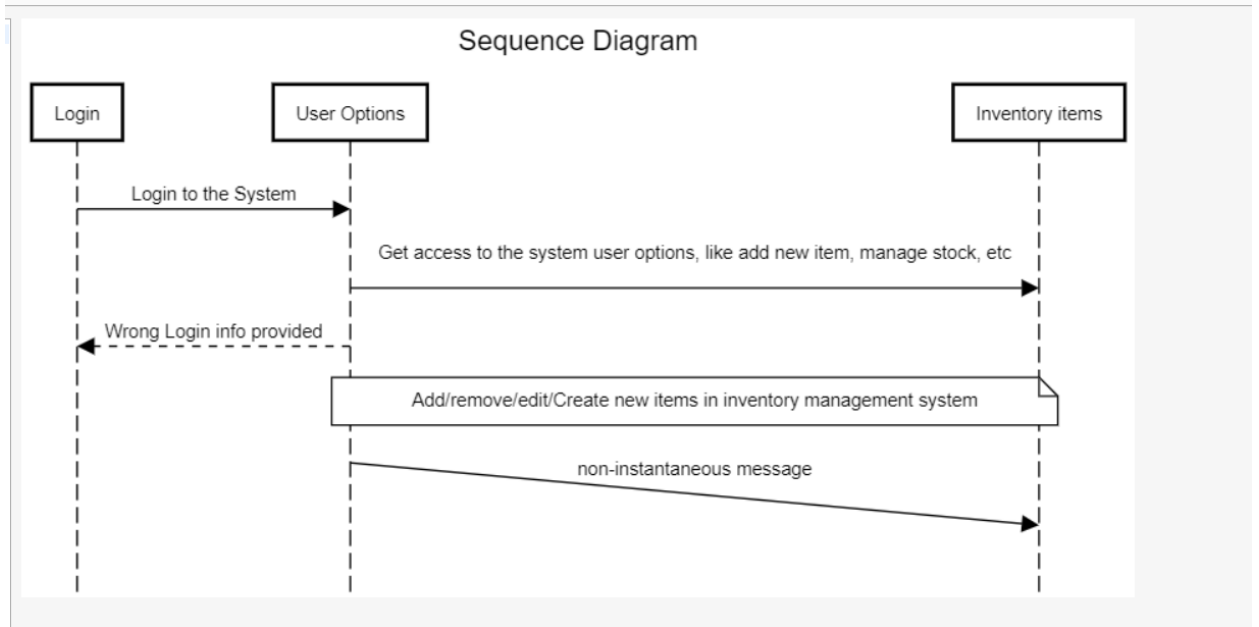 Sequence Diagram
Login
User Options
Inventory items
Login to the System
Get access to the system user options, like add new item, manage stock, etc
Wrong Login info provided
Add/remove/edit/Create new items in inventory management system
non-instantaneous message